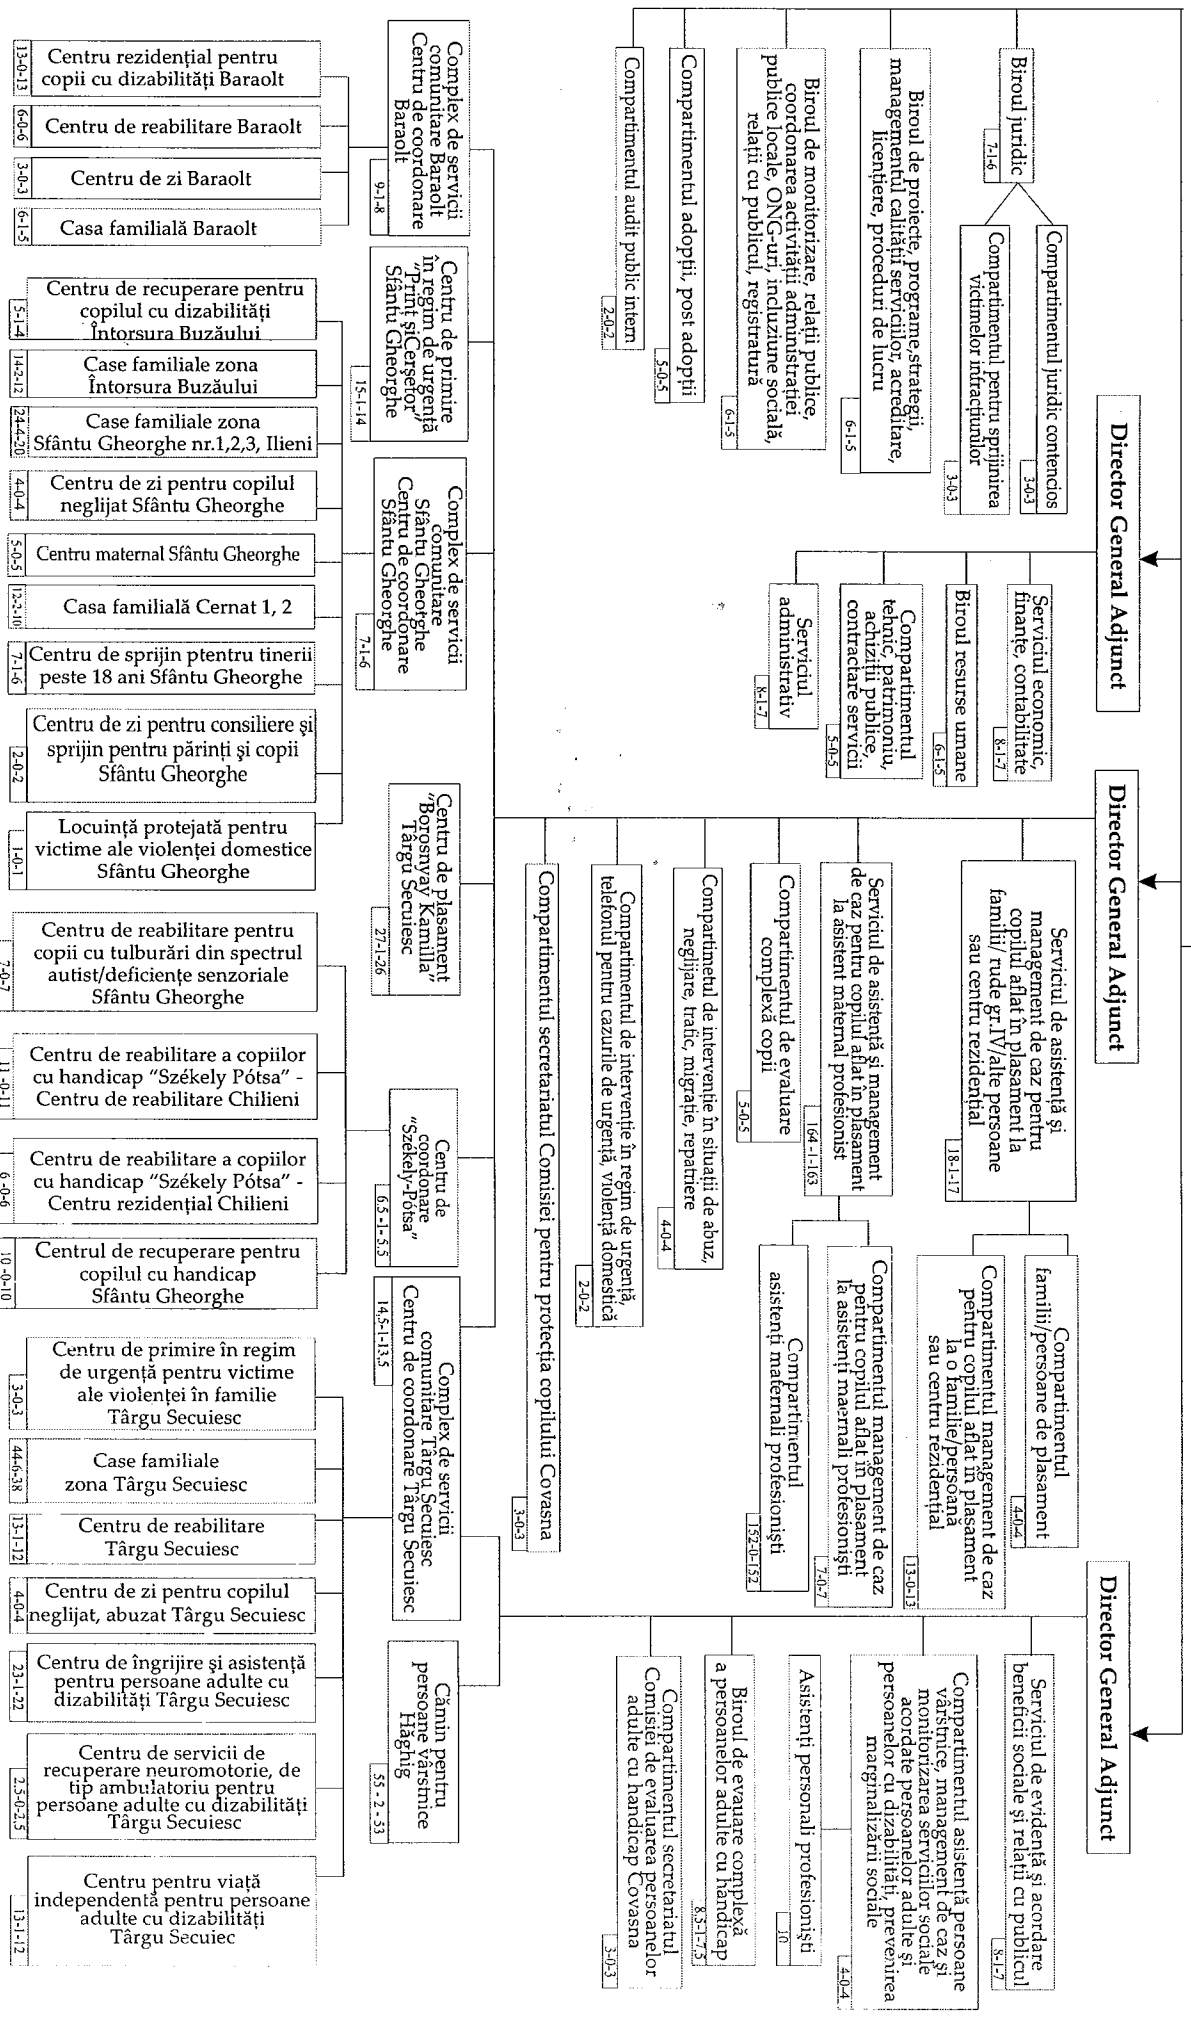 Director General Adjunct
Director General Adjunct
Director General Adjunct
Biroul juridic
7-1-6
Compartimentul juridic contencios
3-0-3
Compartimentul pentru sprijinirea
victimelor infracțiunilor
3-0-3
Biroul de proiecte, programe,strategii,
managementul calității serviciilor, acreditare,
licențiere, proceduri de lucru
6-1-5
Biroul de monitorizare, relații publice,
coordonarea activității administrației
publice locale, ONG-uri, incluziune socială,
relații cu publicul, registratură
6-1-5
Compartimentul adopții, post adopții
5-0-5
Compartimentul audit public intern
2-0-2
Serviciul economic,
finanțe, contabilitate
8-1-7
Biroul resurse umane
6-1-5
Compartimentul
tehnic, patrimoniu,
achiziții publice,
contractare servicii
5-0-5
Serviciul
administrativ
8-1-7
Serviciul de asistență și
management de caz pentru
copilul aflat în plasament la
familii/ rude gr.IV/alte persoane
sau centru rezidențial
18-1-17
Compartimentul
familii/persoane de plasament
4-0-4
Compartimentul management de caz
pentru copilul aflat în plasament
la o familie/persoană
sau centru rezidențial
13-0-13
Serviciul de asistență și management
de caz pentru copilul aflat în plasament
la asistent maternal profesionist
164 -1-163
Compartimentul management de caz
pentru copilul aflat în plasament
la asistenți maernali profesioniști
7-0-7
Compartimentul
asistenți maternali profesioniști
152-0-152
Compartimentul de evaluare
complexă copii
5-0-5
Compartimetul de intervenție în situații de abuz,
neglijare, trafic, migrație, repatriere
4-0-4
Compartimentul de intervenție în regim de urgență,
telefonul pentru cazurile de urgență, violență domestică
2-0-2
Compartimentul secretariatul Comisiei pentru protecția copilului Covasna
3-0-3
Serviciul de evidență și acordare
beneficii sociale și relații cu publicul
8-1-7
Compartimentul asistență persoane
vârstnice, management de caz și
monitorizarea serviciilor sociale
acordate persoanelor adulte și
persoanelor cu dizabilități, prevenirea
marginalizării sociale
4-0-4
Asistenți personali profesioniști
10
Biroul de evauare complexă
a persoanelor adulte cu handicap
8,5-1-7,5
Compartimentul secretariatul
Comisiei de evaluarea persoanelor
adulte cu handicap Covasna
3-0-3
Complex de servicii
comunitare Baraolt
Centru de coordonare
Baraolt
9-1-8
Centru de primire
în regim de urgență
"Prinț șiCerșetor"
Sfântu Gheorghe
15-1-14
Complex de servicii
comunitare
Sfântu Gheorghe
Centru de coordonare
Sfântu Gheorghe
7-1-6
Centru de plasament
"Borosnyay Kamilla"
Târgu Secuiesc
27-1-26
Centru de
coordonare
"Székely-Pótsa"
6,5 -1- 5,5
Complex de servicii
comunitare Târgu Secuiesc
Centru de coordonare Târgu Secuiesc
14,5-1-13,5
Cămin pentru
persoane vârstnice
Hăghig
55 - 2 - 53
Centru rezidențial pentru
copii cu dizabilități Baraolt
13-0-13
Centru de reabilitare Baraolt
6-0-6
Centru de zi Baraolt
3-0-3
Casa familială Baraolt
6-1-5
Centru de recuperare pentru
copilul cu dizabilități
Întorsura Buzăului
5-1-4
Case familiale zona
Întorsura Buzăului
14-2-12
Case familiale zona
Sfântu Gheorghe nr.1,2,3, Ilieni
24-4-20
Centru de zi pentru copilul
neglijat Sfântu Gheorghe
4-0-4
Centru maternal Sfântu Gheorghe
5-0-5
Casa familială Cernat 1, 2
12-2-10
Centru de sprijin ptentru tinerii
peste 18 ani Sfântu Gheorghe
7-1-6
Centru de zi pentru consiliere și
sprijin pentru părinți și copii
Sfântu Gheorghe
2-0-2
Locuință protejată pentru
victime ale violenței domestice
Sfântu Gheorghe
1-0-1
Centru de reabilitare pentru
copii cu tulburări din spectrul
autist/deficiențe senzoriale
Sfântu Gheorghe
7-0-7
Centru de reabilitare a copiilor
cu handicap "Székely Pótsa" -
Centru de reabilitare Chilieni
11 -0-11
Centru de reabilitare a copiilor
cu handicap "Székely Pótsa" -
Centru rezidențial Chilieni
6 -0-6
Centrul de recuperare pentru
copilul cu handicap
Sfântu Gheorghe
10 -0-10
Centru de primire în regim
de urgență pentru victime
ale violenței în familie
Târgu Secuiesc
3-0-3
Case familiale
zona Târgu Secuiesc
44-6-38
Centru de reabilitare
Târgu Secuiesc
13-1-12
Centru de zi pentru copilul
neglijat, abuzat Târgu Secuiesc
4-0-4
Centru de îngrijire și asistență
pentru persoane adulte cu
dizabilități Târgu Secuiesc
23-1-22
Centru de servicii de
recuperare neuromotorie, de
tip ambulatoriu pentru
persoane adulte cu dizabilități
Târgu Secuiesc
2,5-0-2,5
Centru pentru viață
independentă pentru persoane
adulte cu dizabilități
Târgu Secuiec
13-1-12